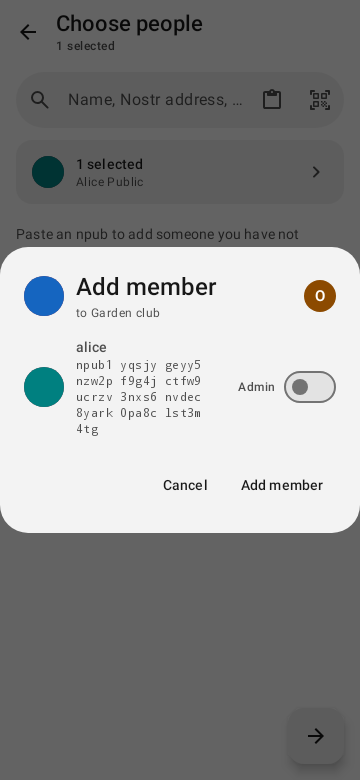 Choose people
1 selected
Name, Nostr address, …
1 selected
Alice Public
Paste an npub to add someone you have not
Add member
to Garden club
O
alice
npub1 yqsjy geyy5
nzw2p f9g4j ctfw9
ucrzv 3nxs6 nvdec
8yark 0pa8c lst3m
4tg
Admin
Cancel
Add member